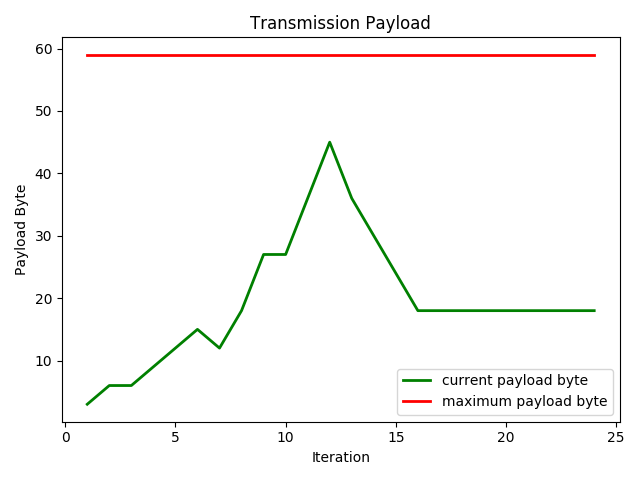 Transmission Payload
60
50
40
30
20
10
Payload Byte
0
5
10
15
20
25
Iteration
current payload byte
maximum payload byte